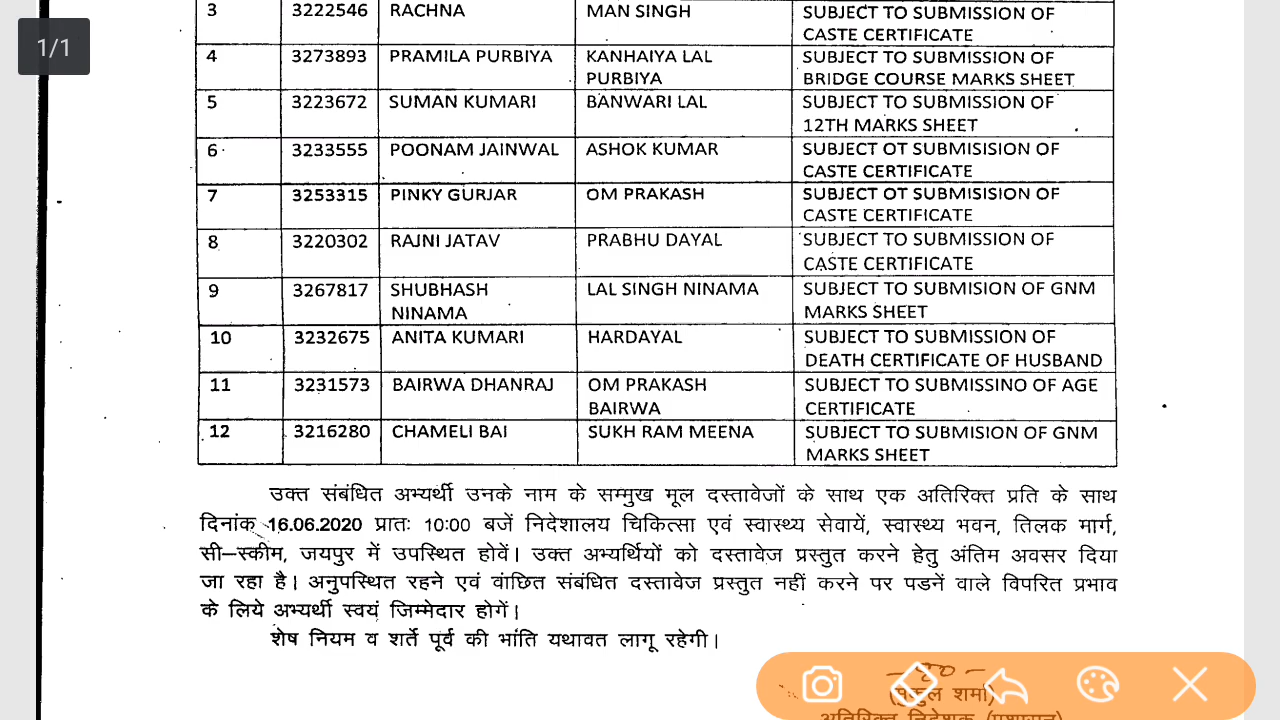 3 3222546 RACHNA MAN SINGH SUBJECT TO SUBMISSION OF
CASTE CERTIFICATE
1/1
4 3273893 PRAMILA PURBIYA KANHAIYA LAL SUBJECT TO SUBMISSION OF
PURBIYA BRIDGE COURSE MARKS SHEET
5 3223672 SUMAN KUMARI BANWARI LAL SUBJECT TO SUBMISSION OF
12TH MARKS SHEET
6 3233555 POONAM JAINWAL ASHOK KUMAR SUBJECT OT SUBMISISION OF
CASTE CERTIFICATE
7 3253315 PINKY GURJAR OM PRAKASH SUBJECT OT SUBMISISION OF
CASTE CERTIFICATE
8 3220302 RAJNI JATAV PRABHU DAYAL SUBJECT TO SUBMISSION OF
CASTE CERTIFICATE
9 3267817 SHUBHASH LAL SINGH NINAMA SUBJECT TO SUBMISION OF GNM
NINAMA MARKS SHEET
10 3232675 ANITA KUMARI HARDAYAL SUBJECT TO SUBMISSION OF
DEATH CERTIFICATE OF HUSBAND
11 3231573 BAIRWA DHANRAJ OM PRAKASH SUBJECT TO SUBMISSINO OF AGE
BAIRWA CERTIFICATE
12 3216280 CHAMELI BAI SUKH RAM MEENA SUBJECT TO SUBMISION OF GNM
MARKS SHEET
उक्त संबंधित अभ्यर्थी उनके नाम के सम्मुख मूल दस्तावेजों के साथ एक अतिरिक्त प्रति के साथ
दिनांक 16.06.2020 प्रातः 10:00 बजें निदेशालय चिकित्सा एवं स्वास्थ्य सेवायें, स्वास्थ्य भवन, तिलक मार्ग,
सी–स्कीम, जयपुर में उपस्थित होवें। उक्त अभ्यर्थियों को दस्तावेज प्रस्तुत करने हेतु अंतिम अवसर दिया
जा रहा है। अनुपस्थित रहने एवं वांछित संबंधित दस्तावेज प्रस्तुत नहीं करने पर पडनें वाले विपरित प्रभाव
के लिये अभ्यर्थी स्वयं जिम्मेदार होगें।
शेष नियम व शर्ते पूर्व की भांति यथावत लागू रहेगी।
(मुकुल शर्मा)
अतिरिक्त निदेशक (प्रशासन)